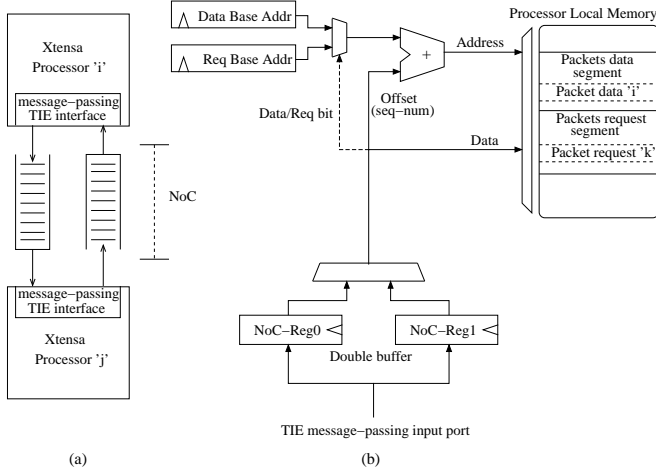 Xtensa
Processor 'i'
message-passing
TIE interface
NoC
message-passing
TIE interface
Xtensa
Processor 'j'
(a)
Data Base Addr
Req Base Addr
+
Address
Data/Req bit
Offset
(seq-num)
Data
Processor Local Memory
Packets data
segment
Packet data 'i'
Packets request
segment
Packet request 'k'
NoC-Reg0
NoC-Reg1
Double buffer
TIE message-passing input port
(b)